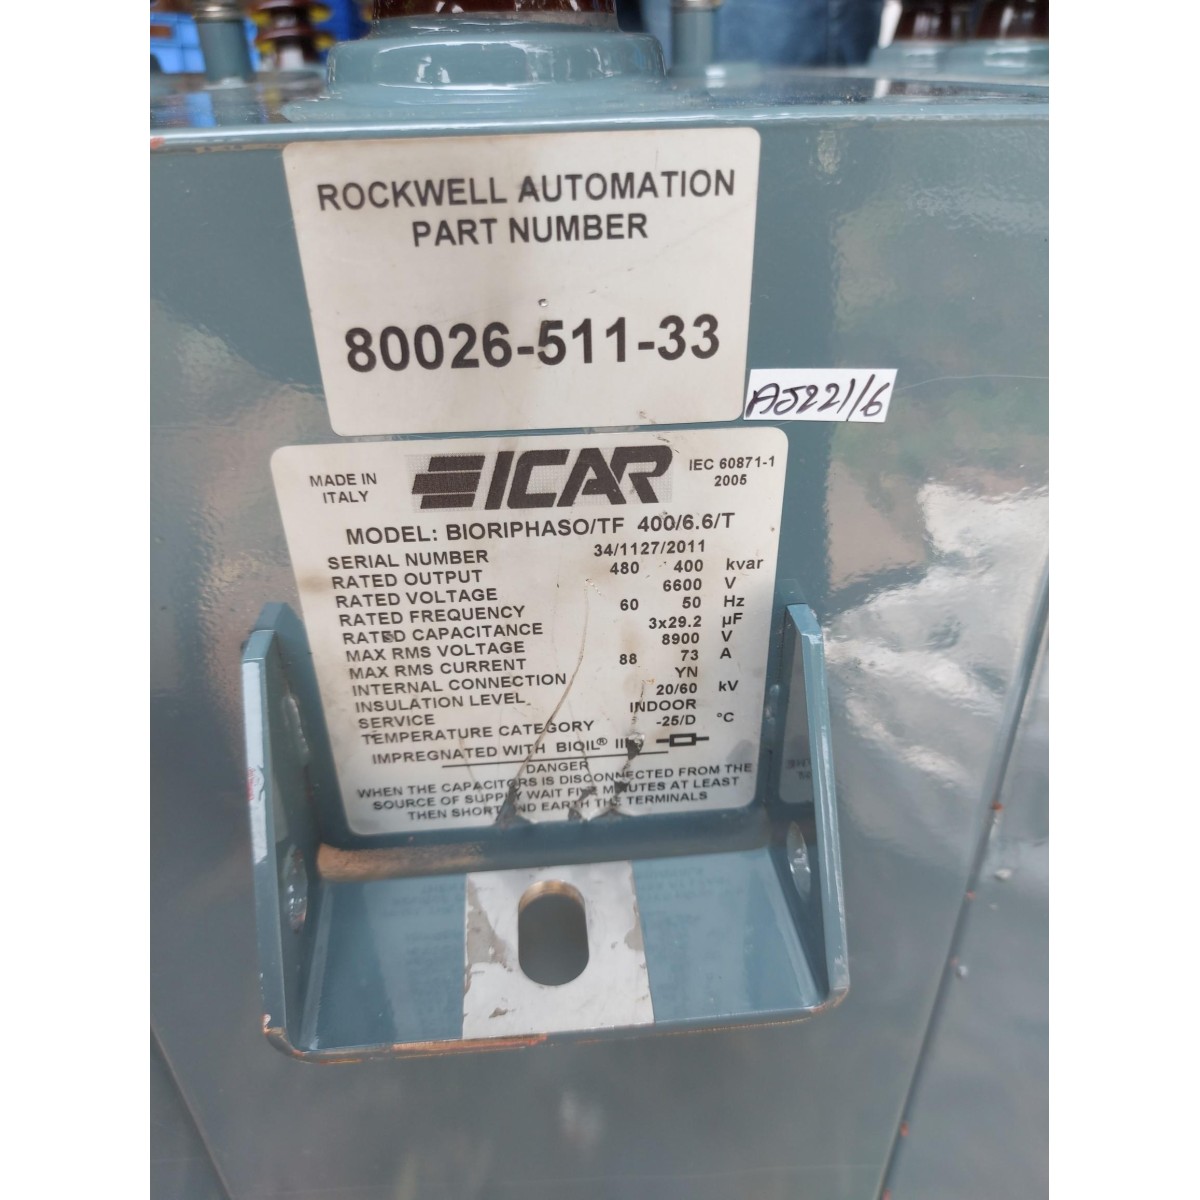 ROCKWELL AUTOMATION
PART NUMBER
80026-511-33
AJ221/6
MADE IN
ITALY
ICAR
IEC 60871-1
2005
MODEL: BIORIPHASO/TF 400/6.6/T
SERIAL NUMBER 34/1127/2011
RATED OUTPUT 480 400 kvar
RATED VOLTAGE 6600 V
RATED FREQUENCY 60 50 Hz
RATED CAPACITANCE 3x29.2 µF
MAX RMS VOLTAGE 8900 V
MAX RMS CURRENT 88 73 A
INTERNAL CONNECTION YN
INSULATION LEVEL 20/60 kV
SERVICE INDOOR
TEMPERATURE CATEGORY -25/D °C
IMPREGNATED WITH BIOIL®
DANGER
WHEN THE CAPACITORS IS DISCONNECTED FROM THE
SOURCE OF SUPPLY WAIT FIVE MINUTES AT LEAST
THEN SHORT AND EARTH THE TERMINALS